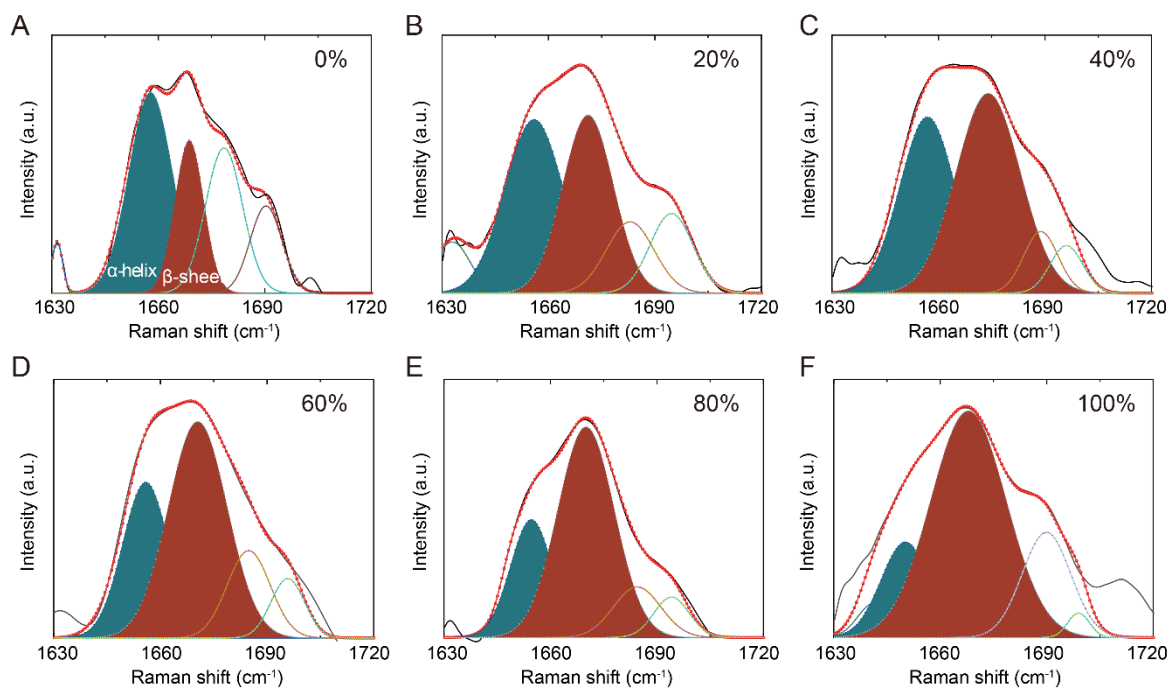 A
0%
Intensity (a.u.)
α-helix
β-sheet
1630
1660
1690
1720
Raman shift (cm⁻¹)
B
20%
Intensity (a.u.)
1630
1660
1690
1720
Raman shift (cm⁻¹)
C
40%
Intensity (a.u.)
1630
1660
1690
1720
Raman shift (cm⁻¹)
D
60%
Intensity (a.u.)
1630
1660
1690
1720
Raman shift (cm⁻¹)
E
80%
Intensity (a.u.)
1630
1660
1690
1720
Raman shift (cm⁻¹)
F
100%
Intensity (a.u.)
1630
1660
1690
1720
Raman shift (cm⁻¹)